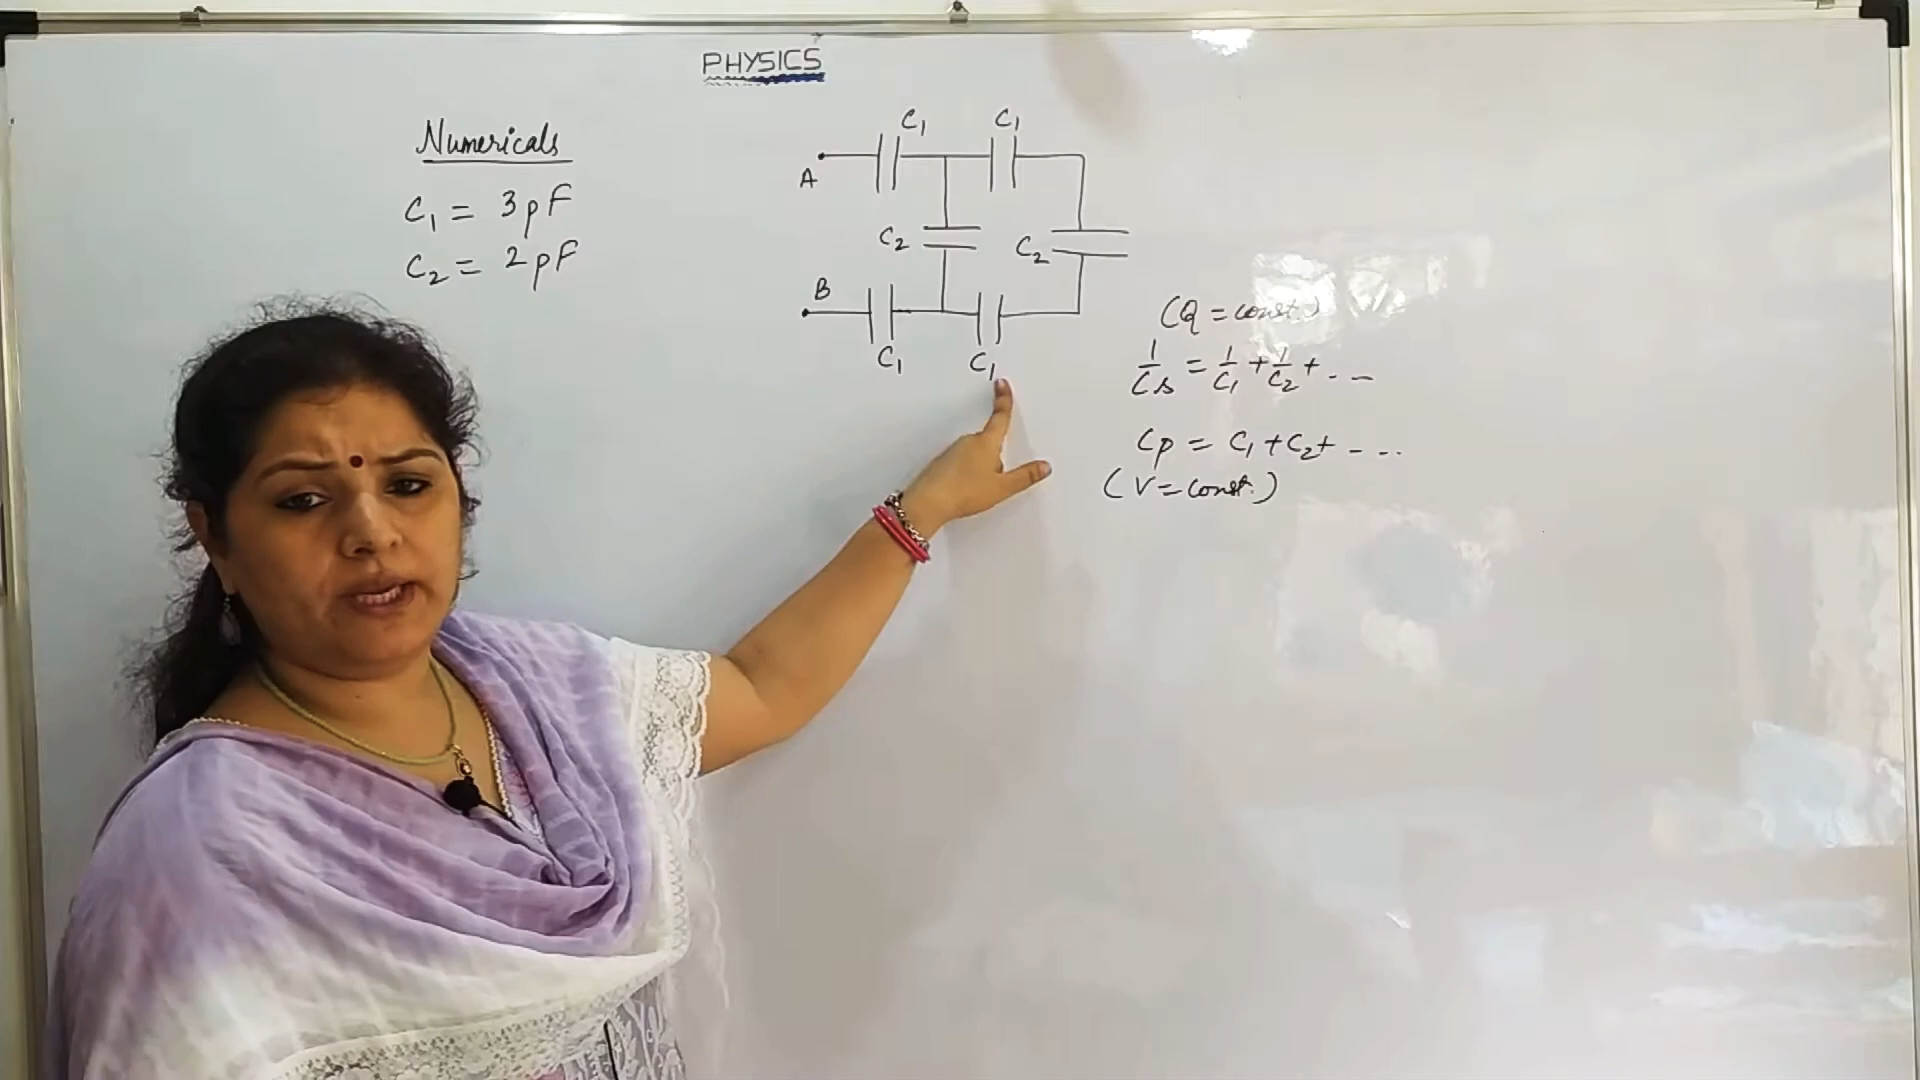 PHYSICS
Numericals
C₁ = 3pF
C₂ = 2pF
C₁ C₁
A
C₂ C₂
B
C₁ C₁
(Q = const.)
1/Cs = 1/C₁ + 1/C₂ + - - -
Cp = C₁ + C₂ + - - - -
(V = const.)